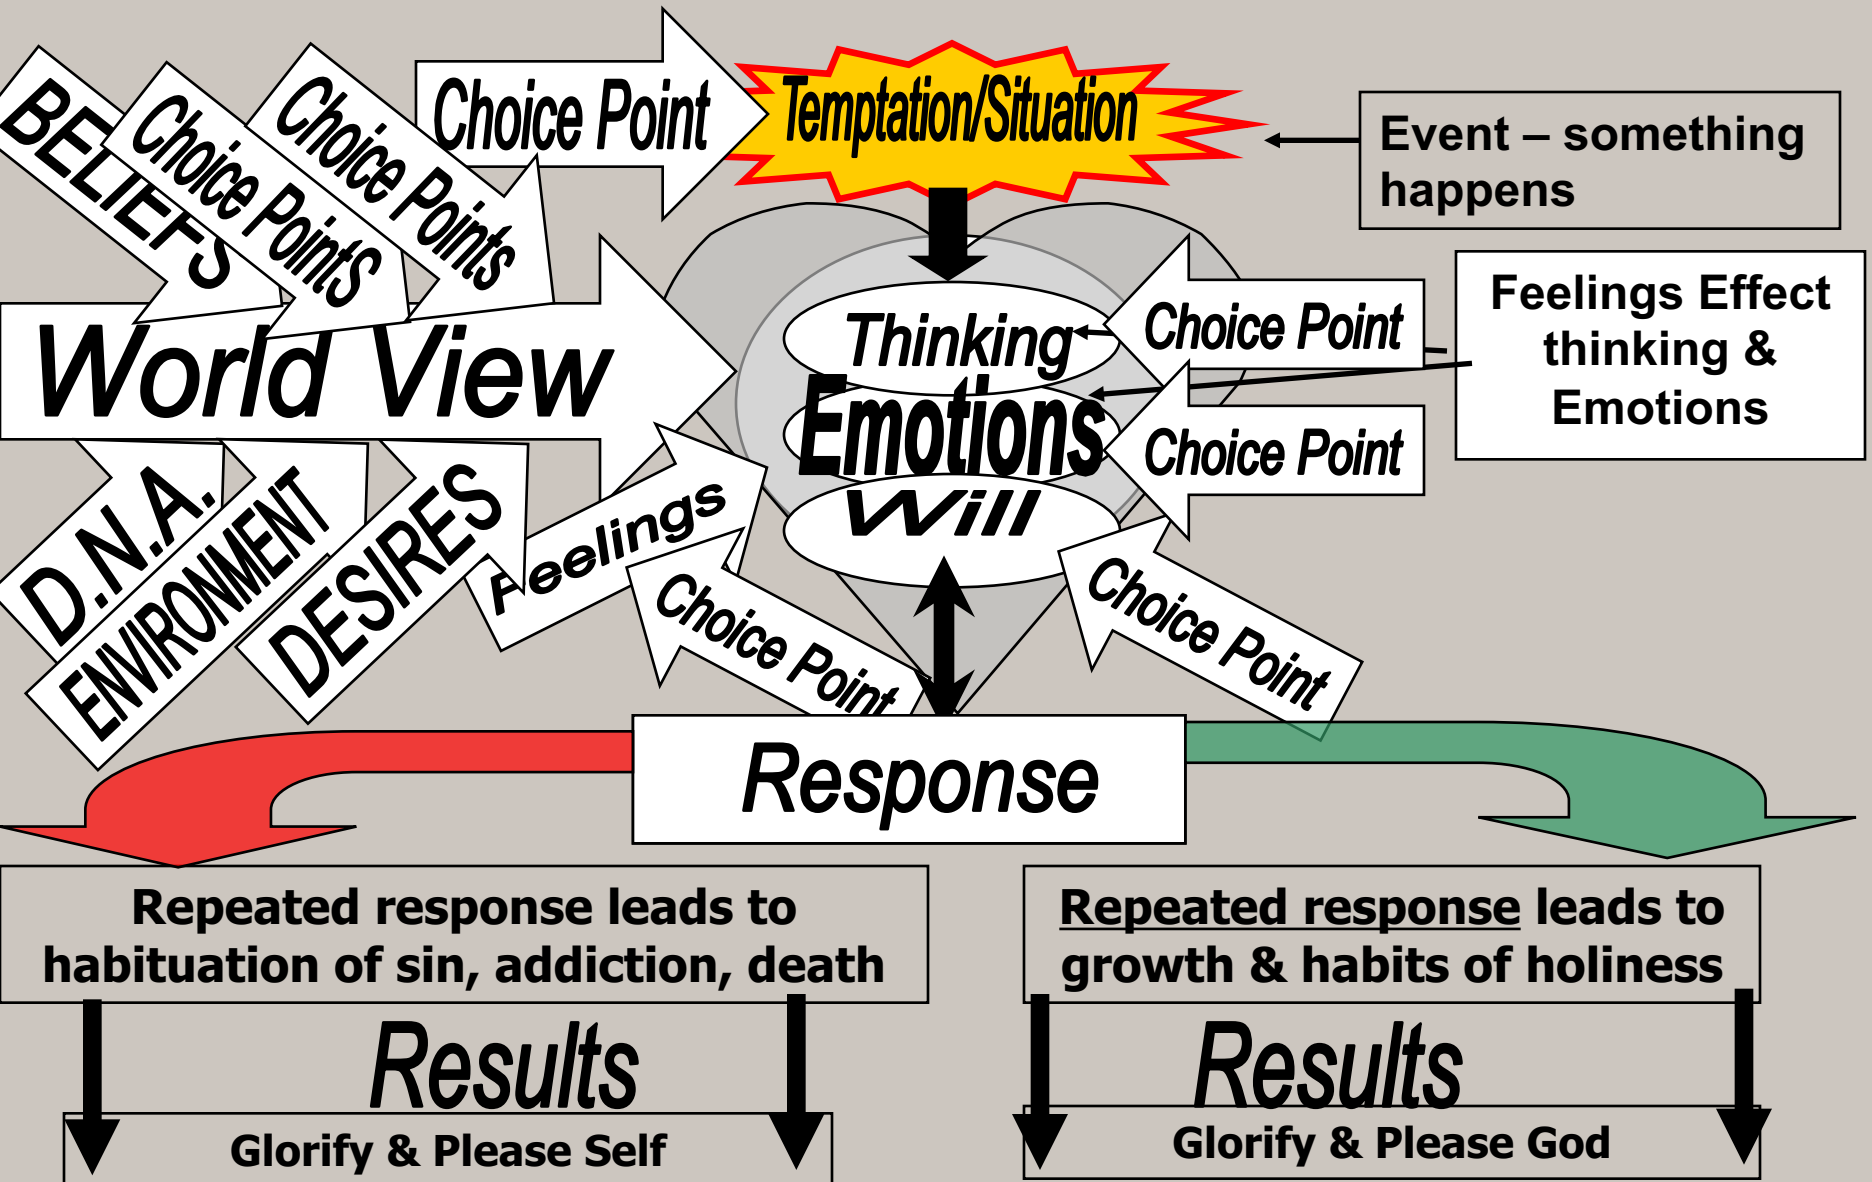 BELIEFS
Choice PointS
Choice Points
Choice Point
Temptation/Situation
Event – something
happens
World View
Thinking
Emotions
Will
Choice Point
Choice Point
Feelings Effect
thinking &
Emotions
D.N.A.
ENVIRONMENT
DESIRES
Feelings
Choice Point
Choice Point
Response
Repeated response leads to
habituation of sin, addiction, death
Results
Glorify & Please Self
Repeated response leads to
growth & habits of holiness
Results
Glorify & Please God